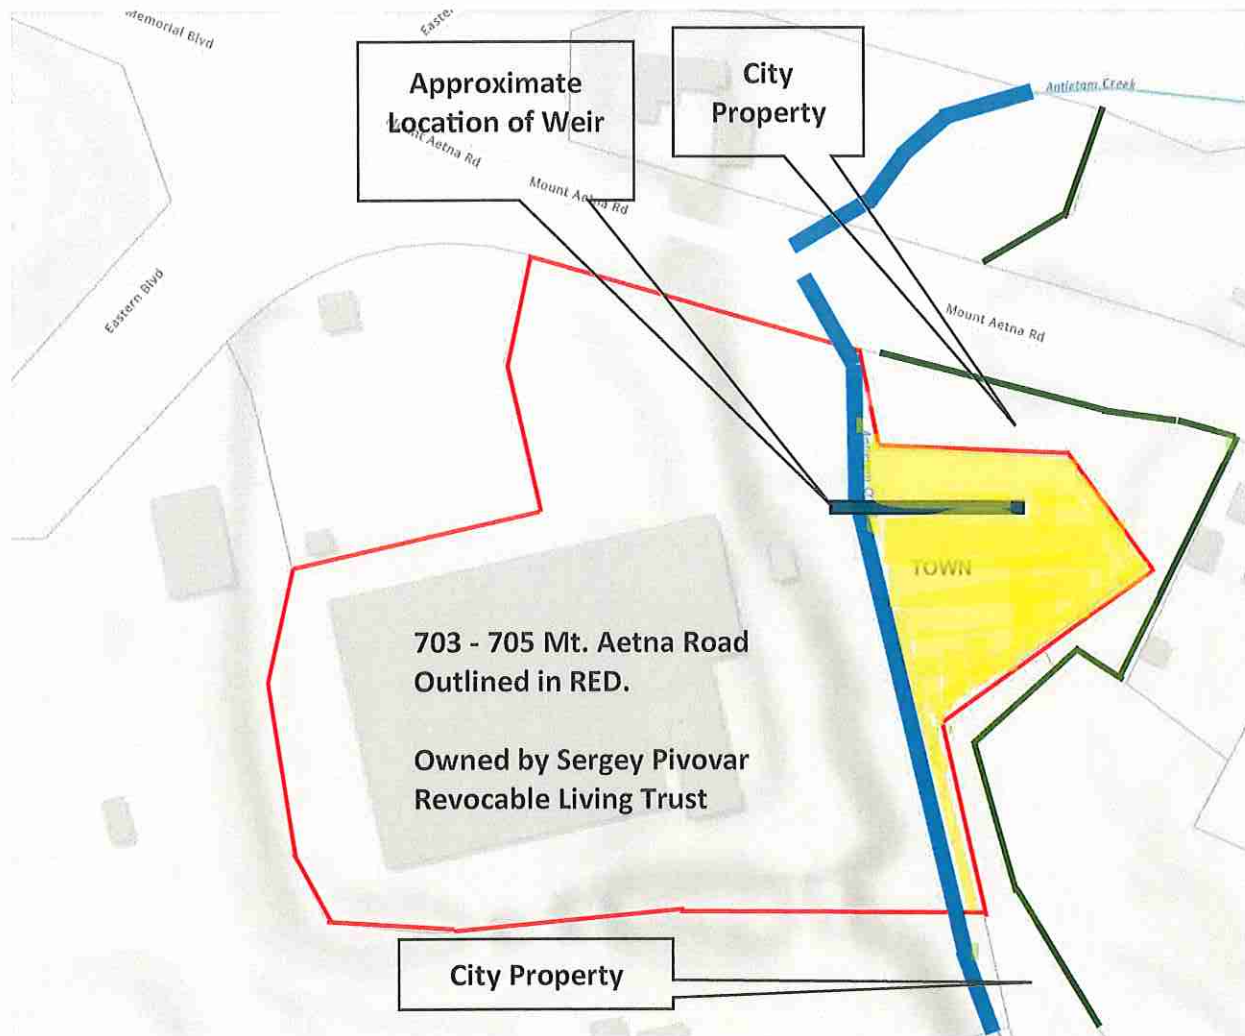 Memorial Blvd
Easte
Approximate
Location of Weir
City
Property
Antietam Creek
Mount Aetna Rd
Mount Aetna Rd
Eastern Blvd
Mount Aetna Rd
TOWN
703 - 705 Mt. Aetna Road
Outlined in RED.
Owned by Sergey Pivovar
Revocable Living Trust
City Property